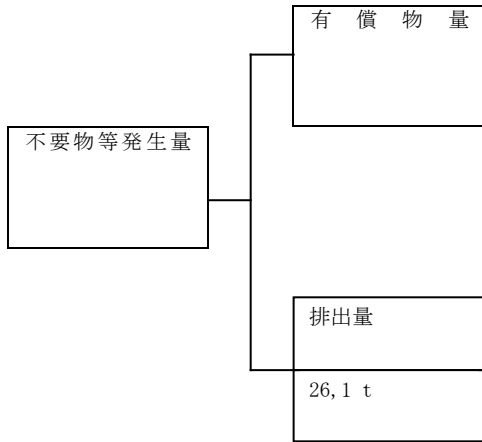 有償物量
不要物等発生量
排出量
26,1 t